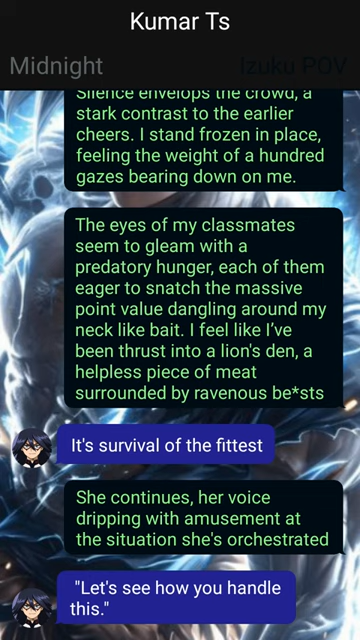 Kumar Ts
Midnight
Izuku POV
Silence envelops the crowd, a
stark contrast to the earlier
cheers. I stand frozen in place,
feeling the weight of a hundred
gazes bearing down on me.
The eyes of my classmates
seem to gleam with a
predatory hunger, each of them
eager to snatch the massive
point value dangling around my
neck like bait. I feel like I’ve
been thrust into a lion's den, a
helpless piece of meat
surrounded by ravenous be*sts
It's survival of the fittest
She continues, her voice
dripping with amusement at
the situation she's orchestrated
"Let's see how you handle
this."